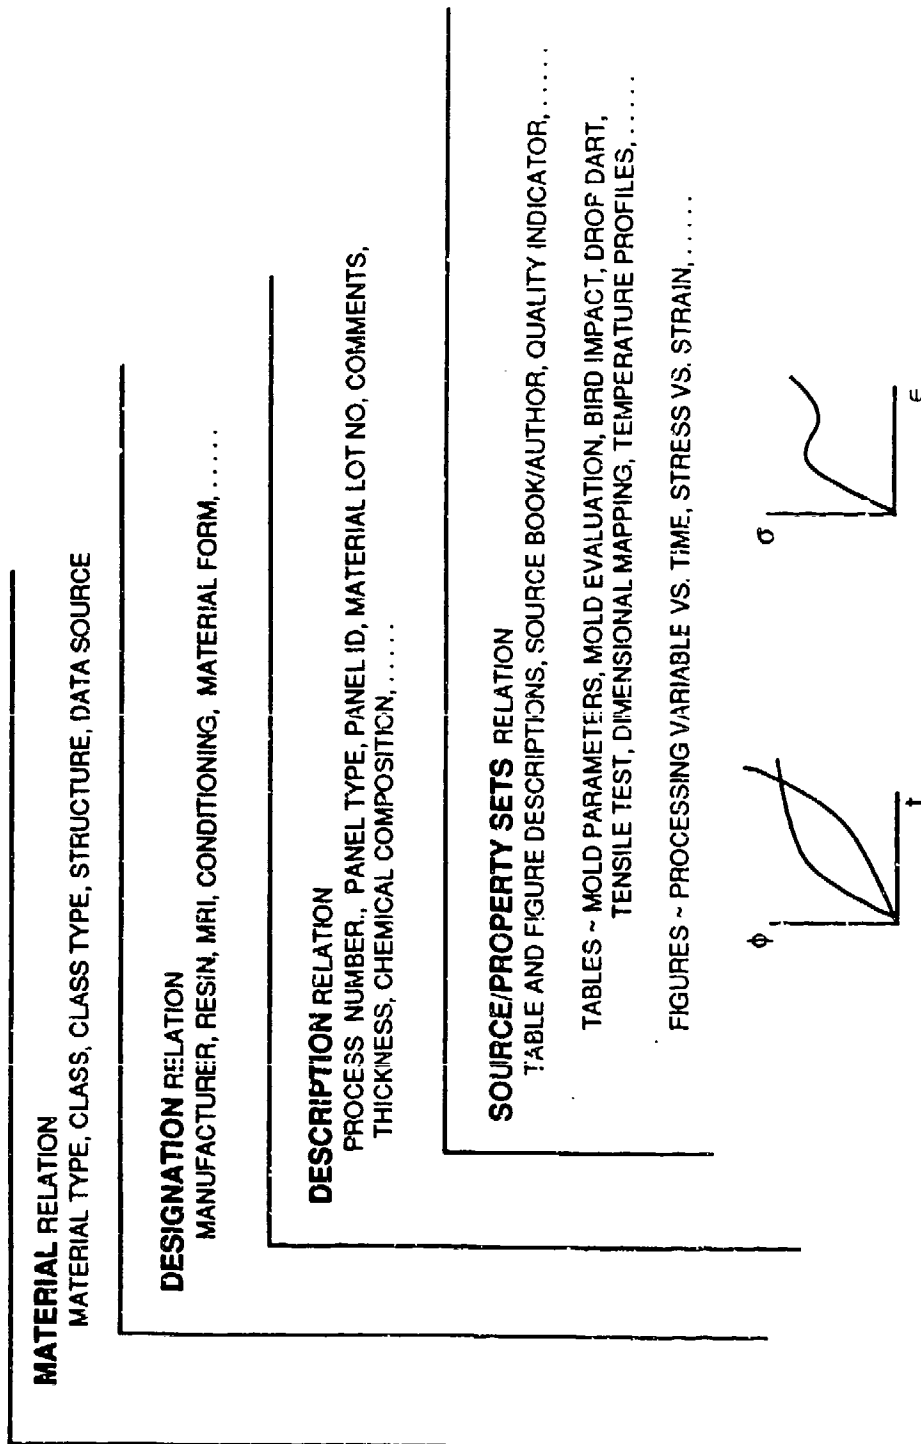 MATERIAL RELATION
MATERIAL TYPE, CLASS, CLASS TYPE, STRUCTURE, DATA SOURCE
DESIGNATION RELATION
MANUFACTURER, RESIN, MRI, CONDITIONING, MATERIAL FORM, . . . . .
DESCRIPTION RELATION
PROCESS NUMBER., PANEL TYPE, PANEL ID, MATERIAL LOT NO, COMMENTS,
THICKNESS, CHEMICAL COMPOSITION, . . . . .
SOURCE/PROPERTY SETS RELATION
TABLE AND FIGURE DESCRIPTIONS, SOURCE BOOK/AUTHOR, QUALITY INDICATOR, . . . . .
TABLES ~ MOLD PARAMETERS, MOLD EVALUATION, BIRD IMPACT, DROP DART,
TENSILE TEST, DIMENSIONAL MAPPING, TEMPERATURE PROFILES, . . . . . .
FIGURES ~ PROCESSING VARIABLE VS. TIME, STRESS VS. STRAIN, . . . . . .
ϕ
t
σ
ε